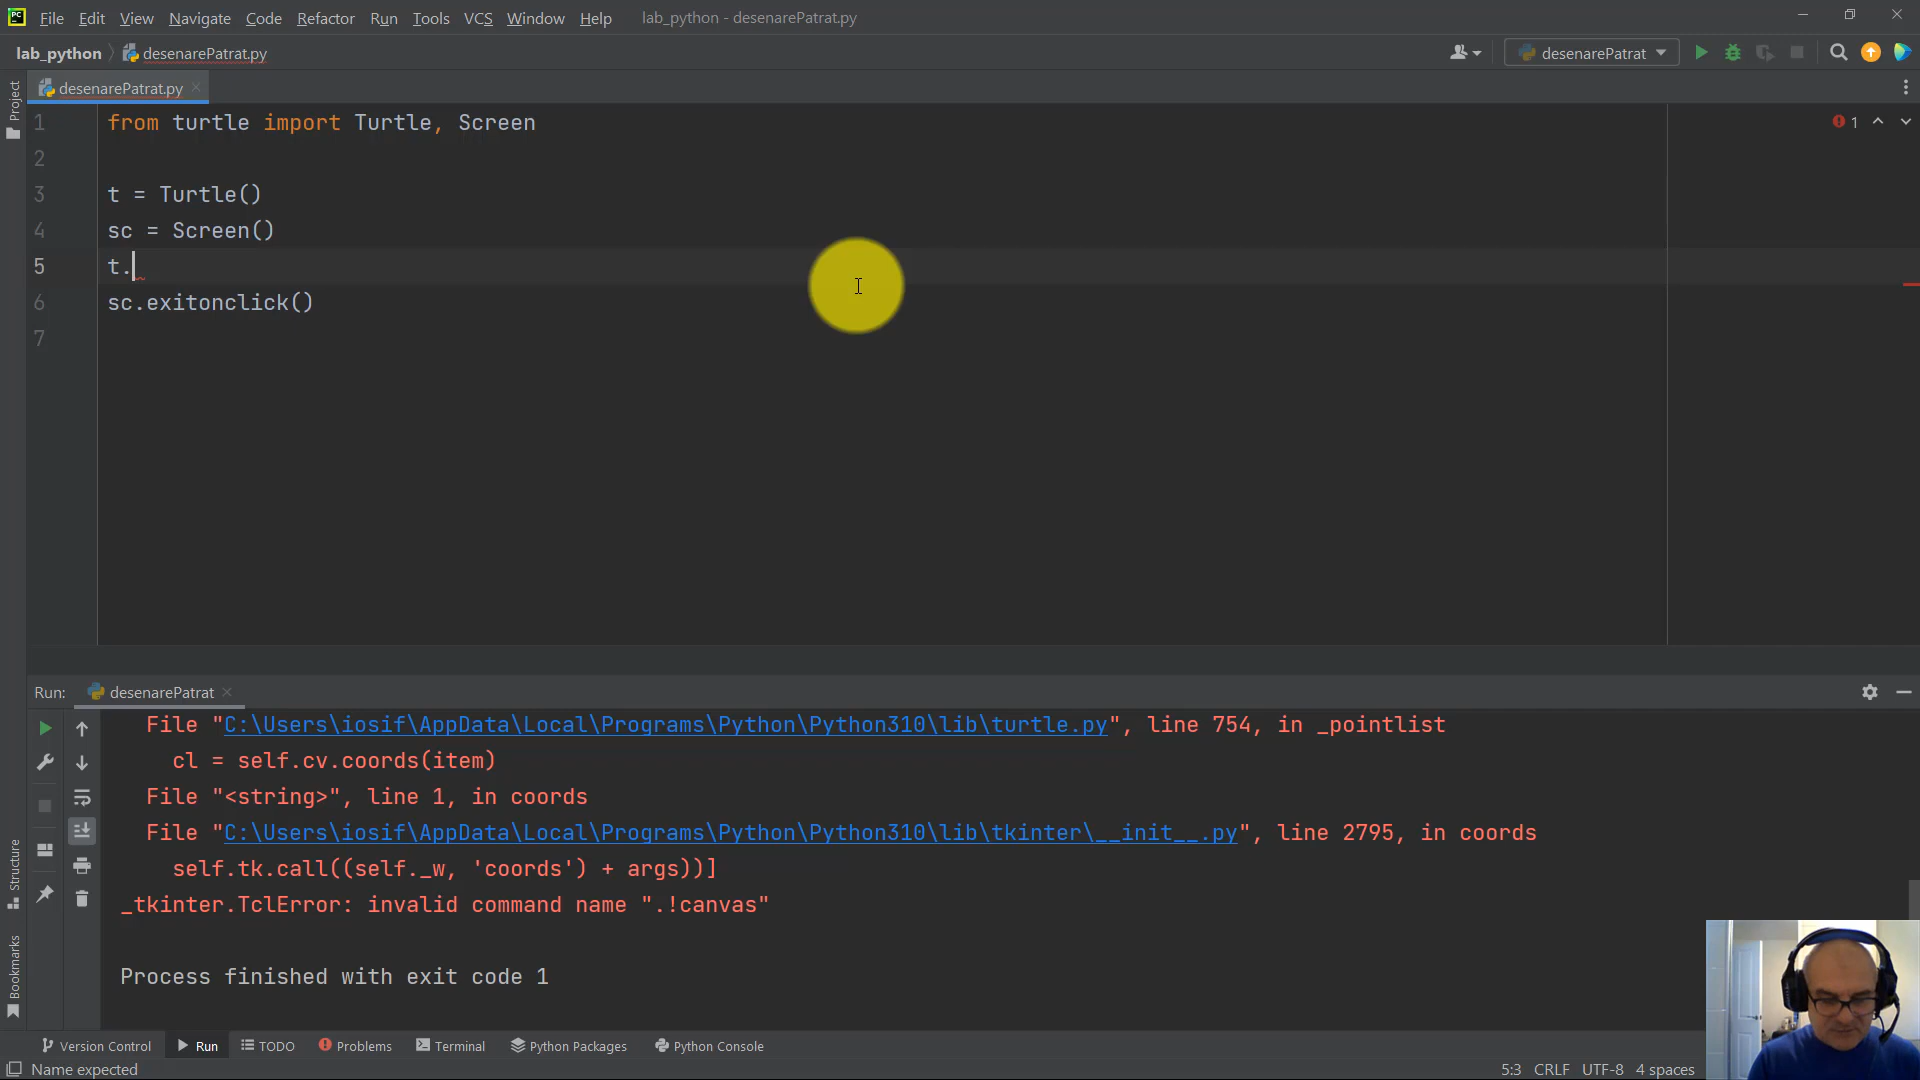 PC File Edit View Navigate Code Refactor Run Tools VCS Window Help lab_python - desenarePatrat.py
lab_python desenarePatrat.py desenarePatrat
Project
desenarePatrat.py
1 from turtle import Turtle, Screen 1
2
3 t = Turtle()
4 sc = Screen()
5 t.
6 sc.exitonclick()
7
Run: desenarePatrat
File "C:\Users\iosif\AppData\Local\Programs\Python\Python310\lib\turtle.py", line 754, in _pointlist
cl = self.cv.coords(item)
File "<string>", line 1, in coords
File "C:\Users\iosif\AppData\Local\Programs\Python\Python310\lib\tkinter\__init__.py", line 2795, in coords
self.tk.call((self._w, 'coords') + args))]
_tkinter.TclError: invalid command name ".!canvas"
Process finished with exit code 1
Structure
Bookmarks
Version Control Run TODO Problems Terminal Python Packages Python Console
Name expected 5:3 CRLF UTF-8 4 spaces